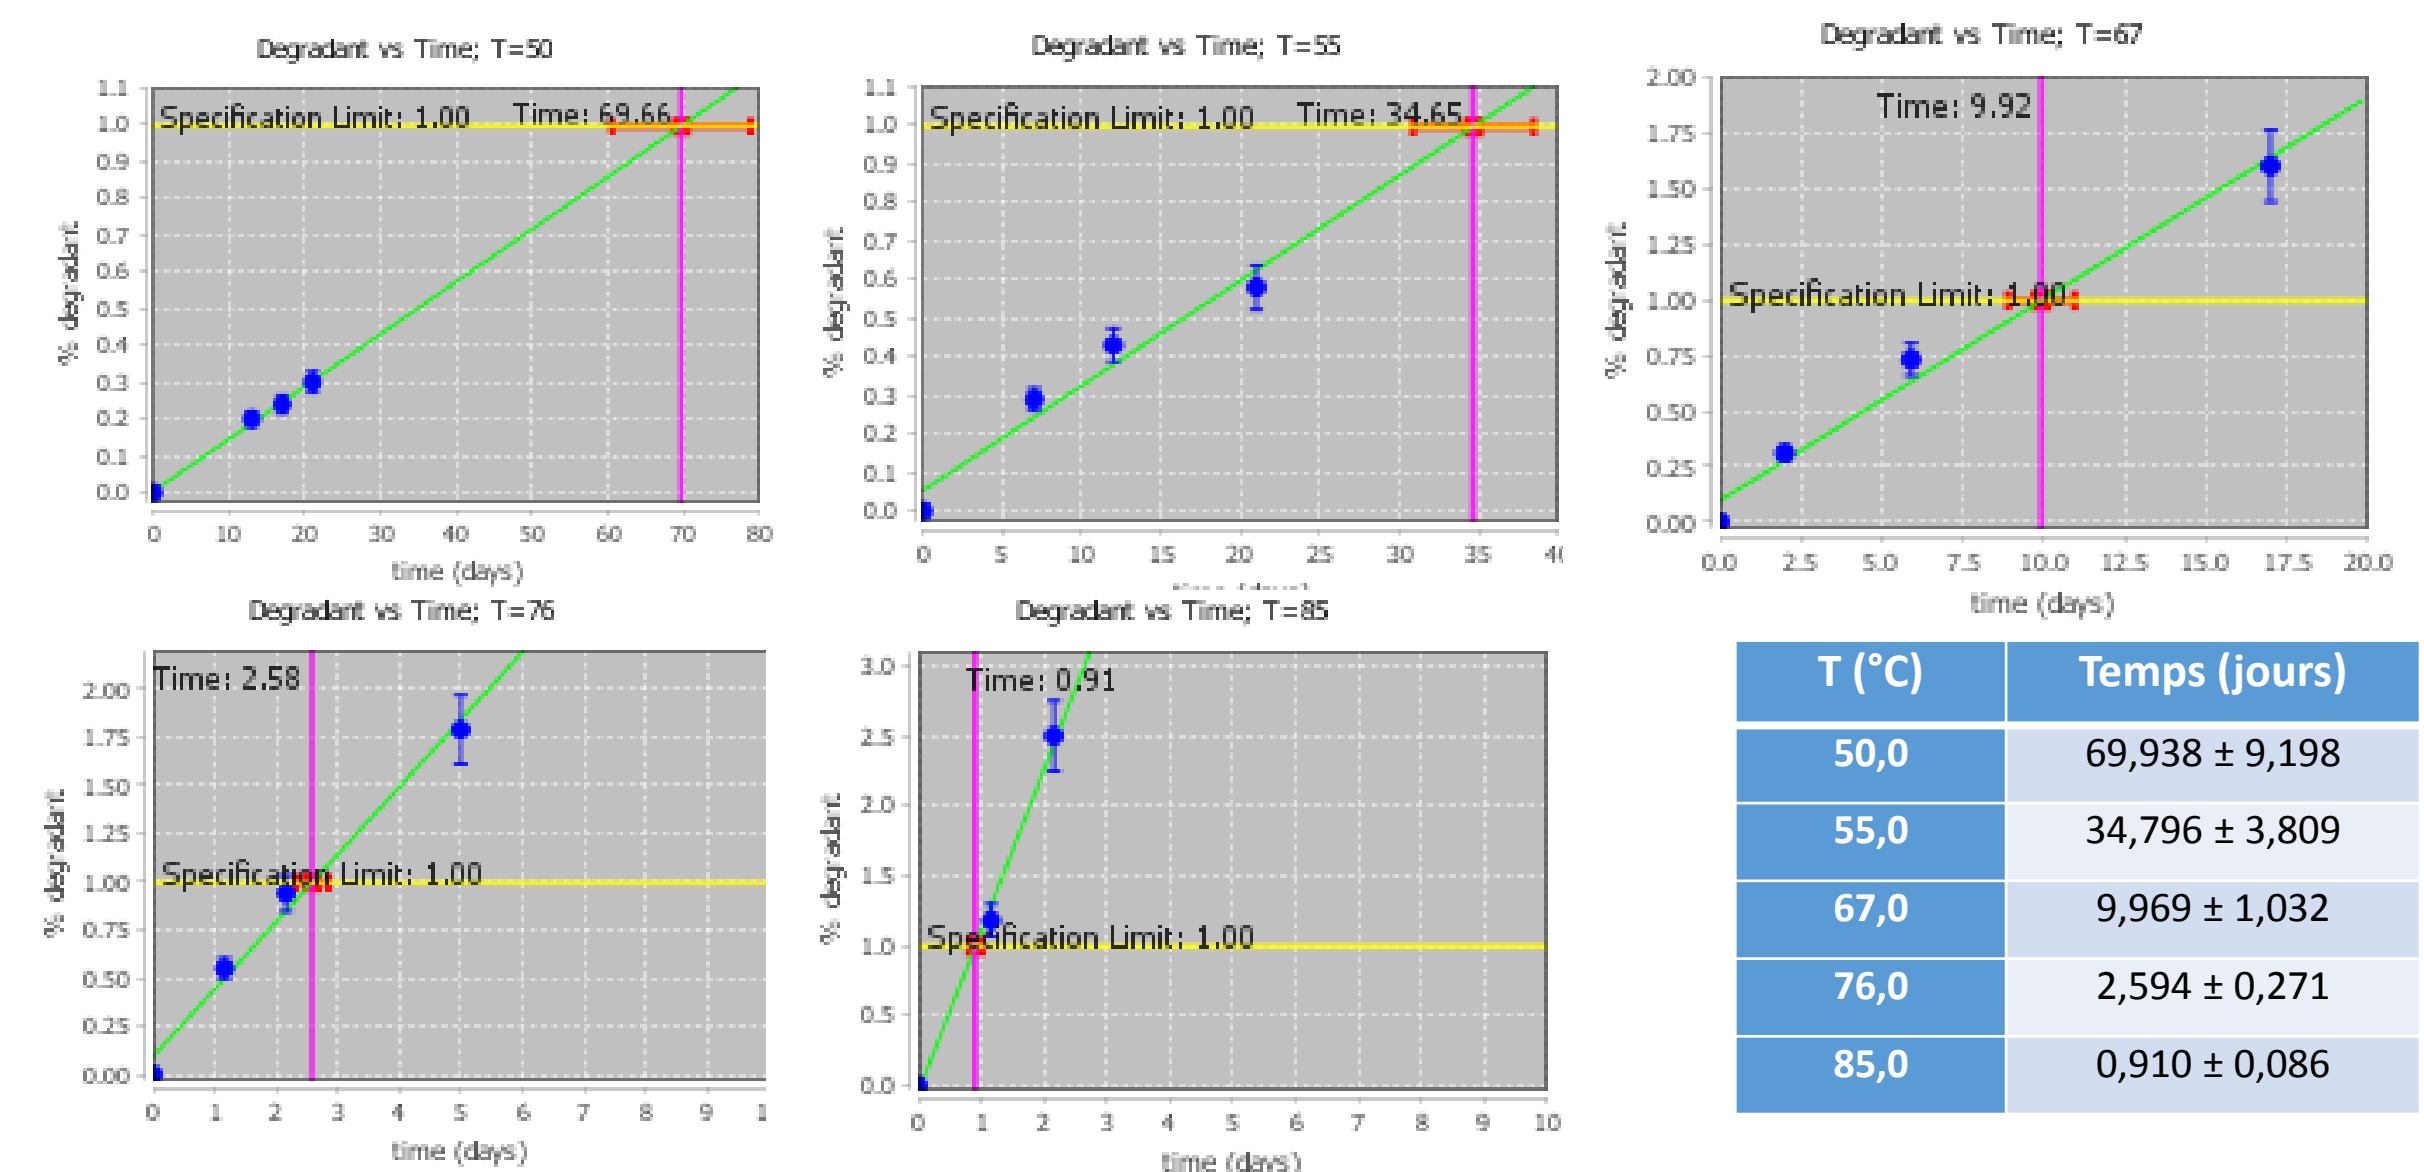 Degradant vs Time; T=50
1.1
Specification Limit: 1.00 Time: 69.66
1.0
0.9
0.8
0.7
0.6
0.5
0.4
0.3
0.2
0.1
0.0
% degradant
0 10 20 30 40 50 60 70 80
time (days)
Degradant vs Time; T=55
1.1
Specification Limit: 1.00 Time: 34.65
1.0
0.9
0.8
0.7
0.6
0.5
0.4
0.3
0.2
0.1
0.0
% degradant
0 5 10 15 20 25 30 35
Degradant vs Time; T=67
2.00
Time: 9.92
1.75
1.50
1.25
Specification Limit: 1.00
1.00
0.75
0.50
0.25
0.00
% degradant
0.0 2.5 5.0 7.5 10.0 12.5 15.0 17.5 20.0
time (days)
Degradant vs Time; T=76
Time: 2.58
2.00
1.75
1.50
1.25
Specification Limit: 1.00
1.00
0.75
0.50
0.25
0.00
% degradant
0 1 2 3 4 5 6 7 8 9 1
time (days)
Degradant vs Time; T=85
3.0
Time: 0.91
2.5
2.0
1.5
Specification Limit: 1.00
1.0
0.5
0.0
% degradant
0 1 2 3 4 5 6 7 8 9 10
time (days)
T (°C) Temps (jours)
50,0 69,938 ± 9,198
55,0 34,796 ± 3,809
67,0 9,969 ± 1,032
76,0 2,594 ± 0,271
85,0 0,910 ± 0,086